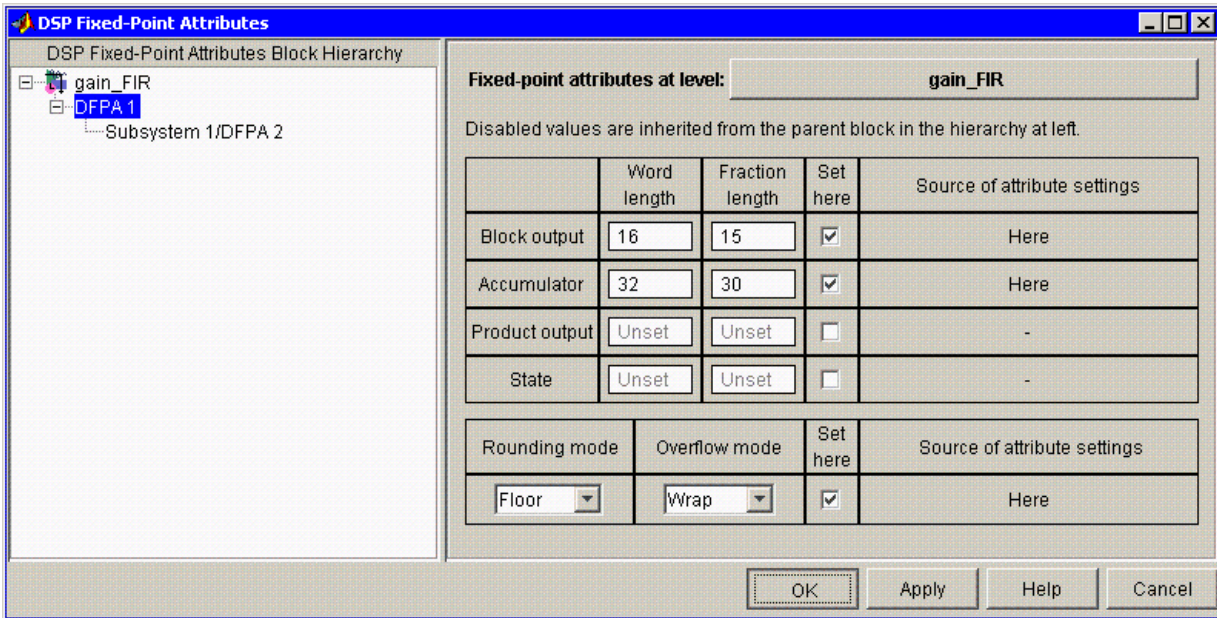 DSP Fixed-Point Attributes
DSP Fixed-Point Attributes Block Hierarchy
gain_FIR
DFPA 1
Subsystem 1/DFPA 2
Fixed-point attributes at level: gain_FIR
Disabled values are inherited from the parent block in the hierarchy at left.
Word length Fraction length Set here Source of attribute settings
Block output 16 15 Here
Accumulator 32 30 Here
Product output Unset Unset -
State Unset Unset -
Rounding mode Overflow mode Set here Source of attribute settings
Floor Wrap Here
OK Apply Help Cancel